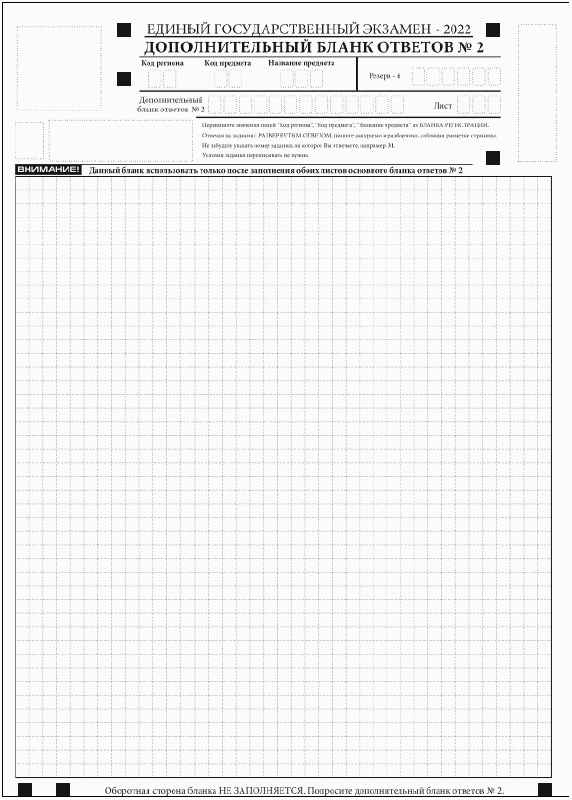 ЕДИНЫЙ ГОСУДАРСТВЕННЫЙ ЭКЗАМЕН - 2022
ДОПОЛНИТЕЛЬНЫЙ БЛАНК ОТВЕТОВ № 2
Код региона Код предмета Название предмета
Резерв - 6
Дополнительный
бланк ответов № 2
Лист
Перепишите значения полей "Код региона", "Код предмета", "Название предмета" из БЛАНКА РЕГИСТРАЦИИ.
Отвечая на задания с РАЗВЕРНУТЫМ ОТВЕТОМ, пишите аккуратно и разборчиво, соблюдая разметку страницы.
Не забудьте указать номер задания, на которое Вы отвечаете, например, 31.
Условия задания переписывать не нужно.
ВНИМАНИЕ! Данный бланк использовать только после заполнения обоих листов основного бланка ответов № 2
Оборотная сторона бланка НЕ ЗАПОЛНЯЕТСЯ. Попросите дополнительный бланк ответов № 2.